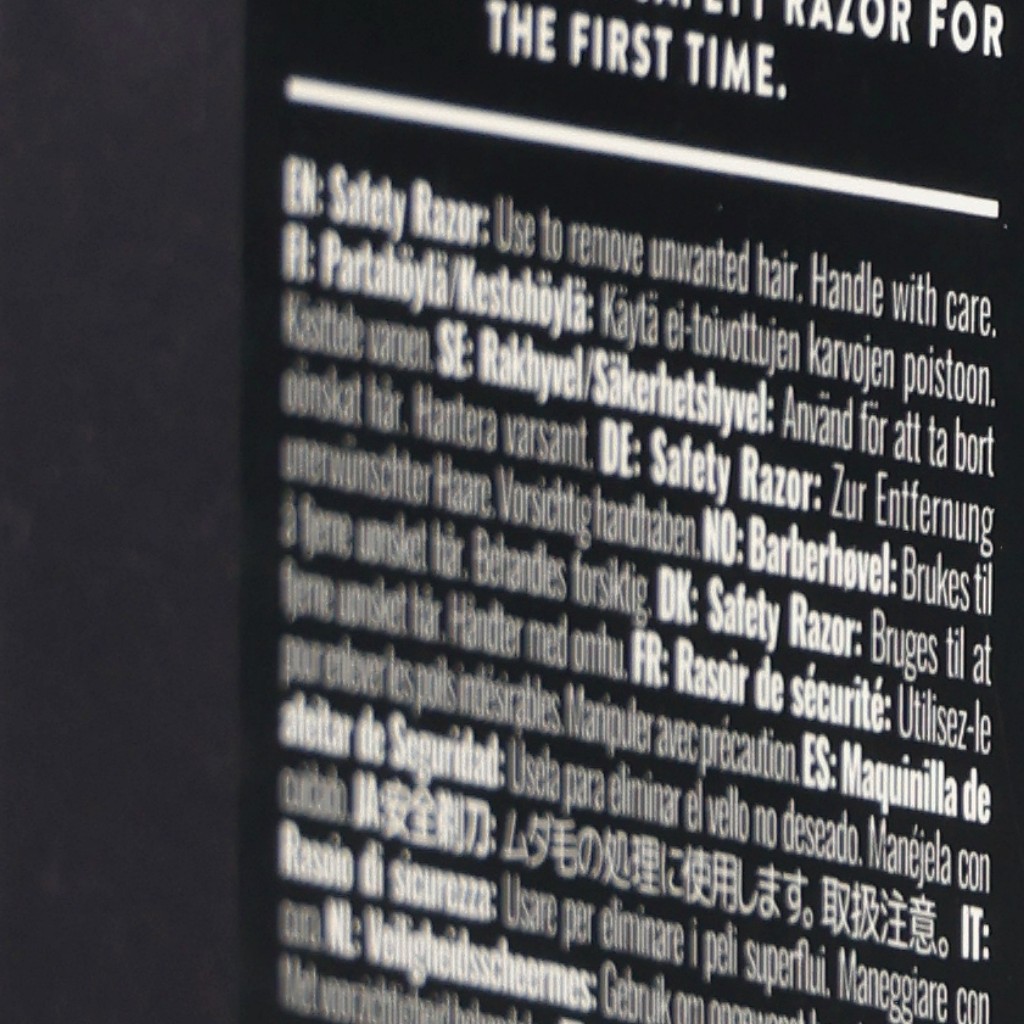 SAFETY RAZOR FOR
THE FIRST TIME.
EN: Safety Razor: Use to remove unwanted hair. Handle with care.
FI: Partahöylä/Kestohöylä: Käytä ei-toivottujen karvojen poistoon.
Käsittele varoen. SE: Rakhyvel/Säkerhetshyvel: Använd för att ta bort
oönskat hår. Hantera varsamt. DE: Safety Razor: Zur Entfernung
unerwünschter Haare. Vorsichtig handhaben. NO: Barberhøvel: Brukes til
å fjerne uønsket hår. Behandles forsiktig. DK: Safety Razor: Bruges til at
fjerne uønsket hår. Håndter med omhu. FR: Rasoir de sécurité: Utilisez-le
pour enlever les poils indésirables. Manipuler avec précaution. ES: Maquinilla de
afeitar de Seguridad: Úsela para eliminar el vello no deseado. Manéjela con
cuidado. JA: 安全剃刀: ムダ毛の処理に使用します。取扱注意。 IT:
Rasoio di sicurezza: Usare per eliminare i peli superflui. Maneggiare con
cura. NL: Veiligheidsscheermes: Gebruik om